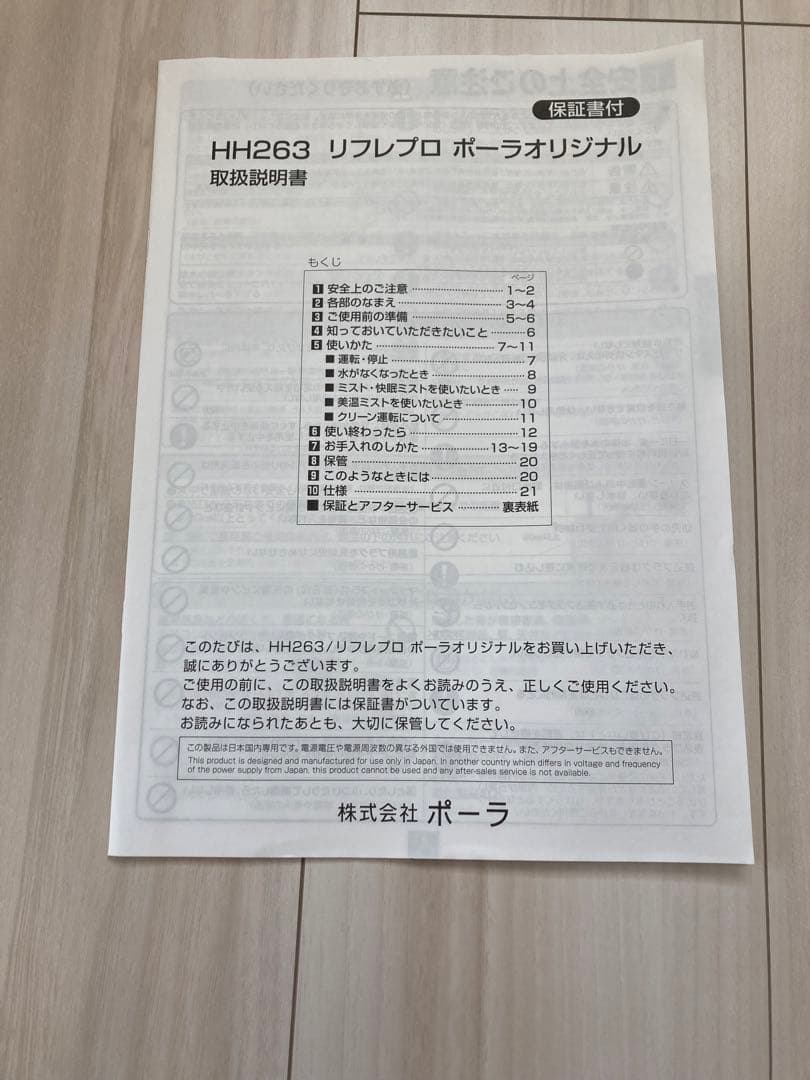 保証書付
HH263 リフレプロ ポーラオリジナル
取扱説明書
もくじ
ページ
1 安全上のご注意 1〜2
2 各部のなまえ 3〜4
3 ご使用前の準備 5〜6
4 知っておいていただきたいこと 6
5 使いかた 7〜11
■ 運転・停止 7
■ 水がなくなったとき 8
■ ミスト・快眠ミストを使いたいとき 9
■ 美温ミストを使いたいとき 10
■ クリーン運転について 11
6 使い終わったら 12
7 お手入れのしかた 13〜19
8 保管 20
9 このようなときには 20
10 仕様 21
■ 保証とアフターサービス 裏表紙
このたびは、HH263/リフレプロ ポーラオリジナルをお買い上げいただき、
誠にありがとうございます。
ご使用の前に、この取扱説明書をよくお読みのうえ、正しくご使用ください。
なお、この取扱説明書には保証書がついています。
お読みになられたあとも、大切に保管してください。
この製品は日本国内専用です。電源電圧や電源周波数の異なる外国では使用できません。また、アフターサービスもできません。
This product is designed and manufactured for use only in Japan. In another country which differs in voltage and frequency
of the power supply from Japan, this product cannot be used and any after-sales service is not available.
株式会社 ポーラ